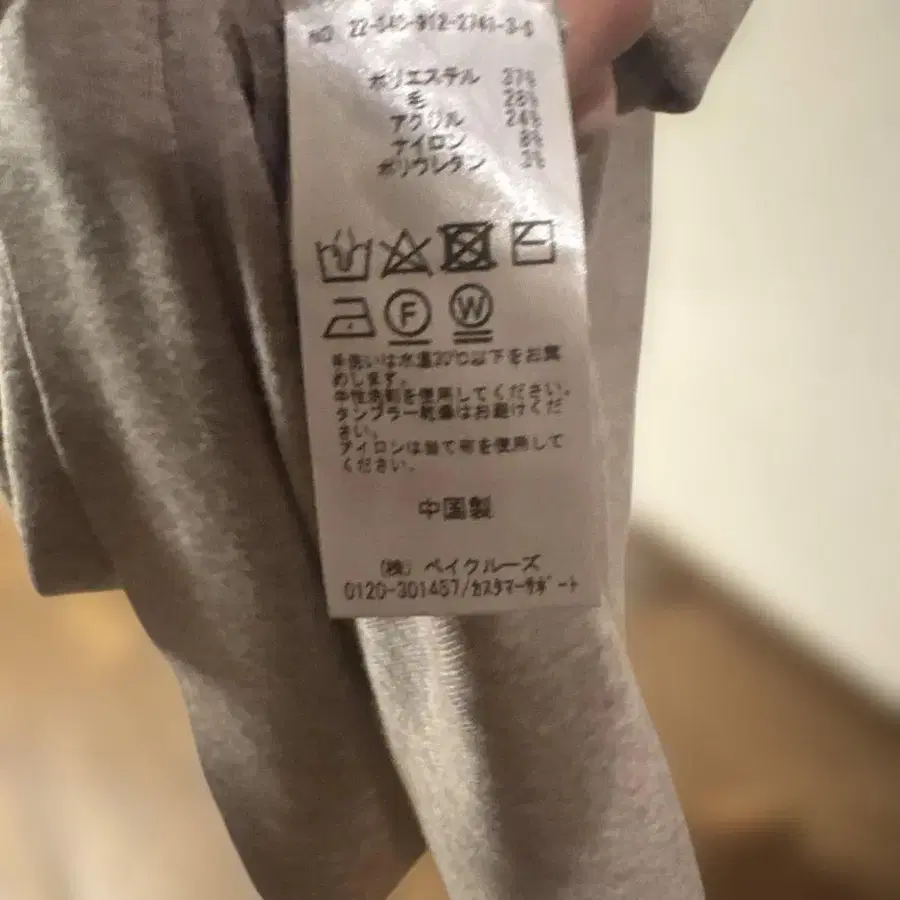 NO 22-040-912-2740-3-0
ポリエステル 37%
毛 28%
アクリル 24%
ナイロン 8%
ポリウレタン 3%
F W
手洗いは水温30℃以下をお薦
めします。
中性洗剤を使用してください。
タンブラー乾燥はお避けくだ
さい。
アイロンは当て布を使用して
ください。
中国製
(株) ベイクルーズ
0120-301457/カスタマーサポート